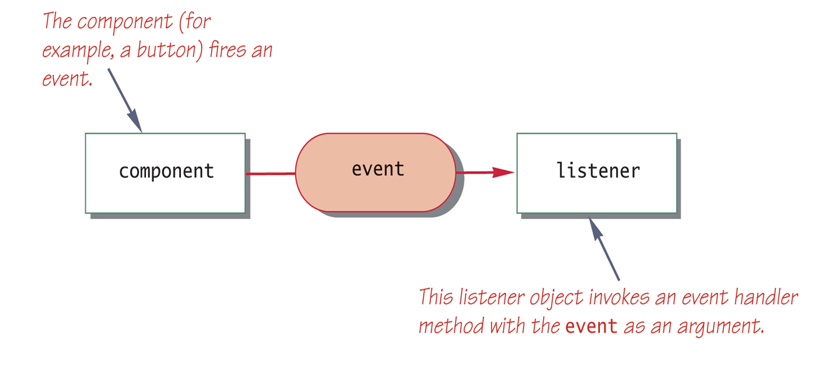 The component (for
example, a button) fires an
event.
component
event
listener
This listener object invokes an event handler
method with the event as an argument.